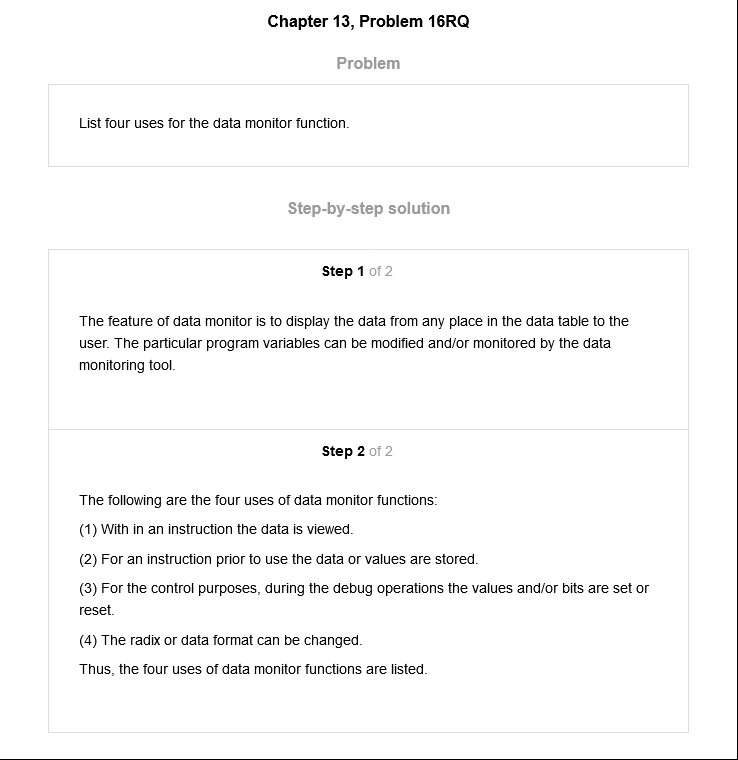 Chapter 13, Problem 16RQ
Problem
List four uses for the data monitor function.
Step-by-step solution
Step 1 of 2
The feature of data monitor is to display the data from any place in the data table to the
user. The particular program variables can be modified and/or monitored by the data
monitoring tool.
Step 2 of 2
The following are the four uses of data monitor functions:
(1) With in an instruction the data is viewed.
(2) For an instruction prior to use the data or values are stored.
(3) For the control purposes, during the debug operations the values and/or bits are set or
reset.
(4) The radix or data format can be changed.
Thus, the four uses of data monitor functions are listed.